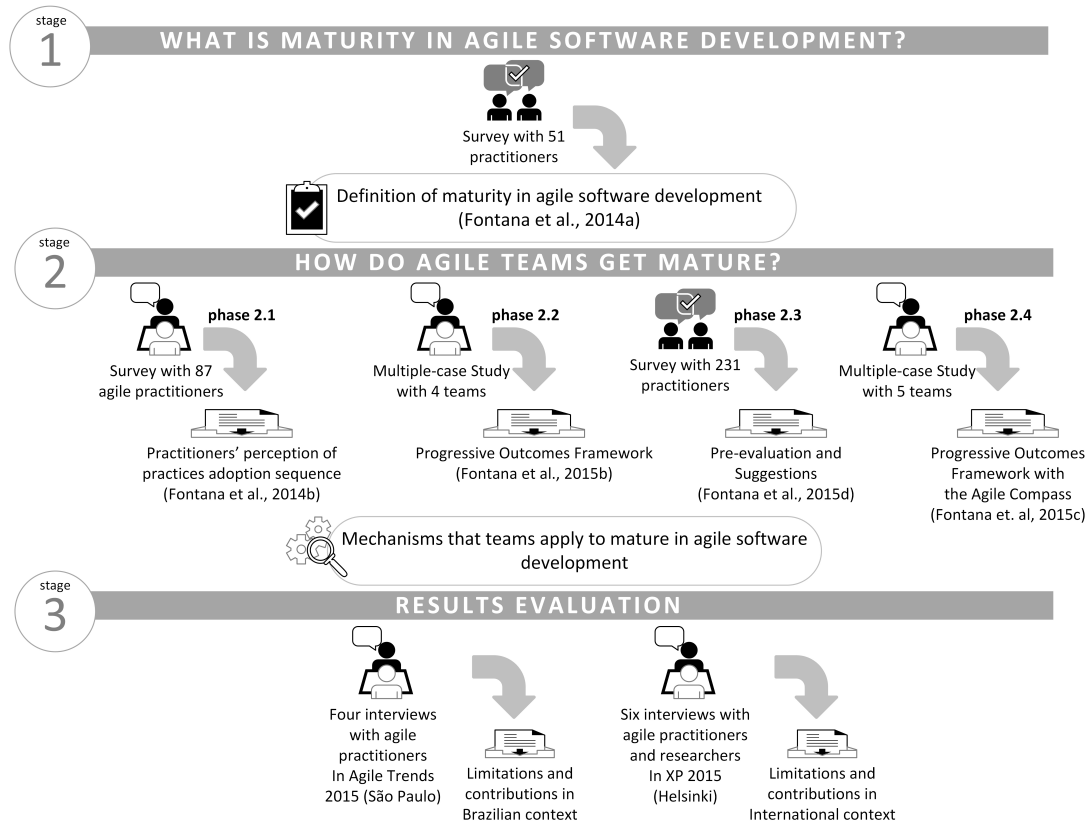 stage
1
WHAT IS MATURITY IN AGILE SOFTWARE DEVELOPMENT?
Survey with 51
practitioners
Definition of maturity in agile software development
(Fontana et al., 2014a)
stage
2
HOW DO AGILE TEAMS GET MATURE?
phase 2.1
Survey with 87
agile practitioners
Practitioners' perception of
practices adoption sequence
(Fontana et al., 2014b)
phase 2.2
Multiple-case Study
with 4 teams
Progressive Outcomes Framework
(Fontana et al., 2015b)
phase 2.3
Survey with 231
practitioners
Pre-evaluation and
Suggestions
(Fontana et al., 2015d)
phase 2.4
Multiple-case Study
with 5 teams
Progressive Outcomes
Framework with
the Agile Compass
(Fontana et. al, 2015c)
Mechanisms that teams apply to mature in agile software
development
stage
3
RESULTS EVALUATION
Four interviews
with agile
practitioners
In Agile Trends
2015 (São Paulo)
Limitations and
contributions in
Brazilian context
Six interviews with
agile practitioners
and researchers
In XP 2015
(Helsinki)
Limitations and
contributions in
International context